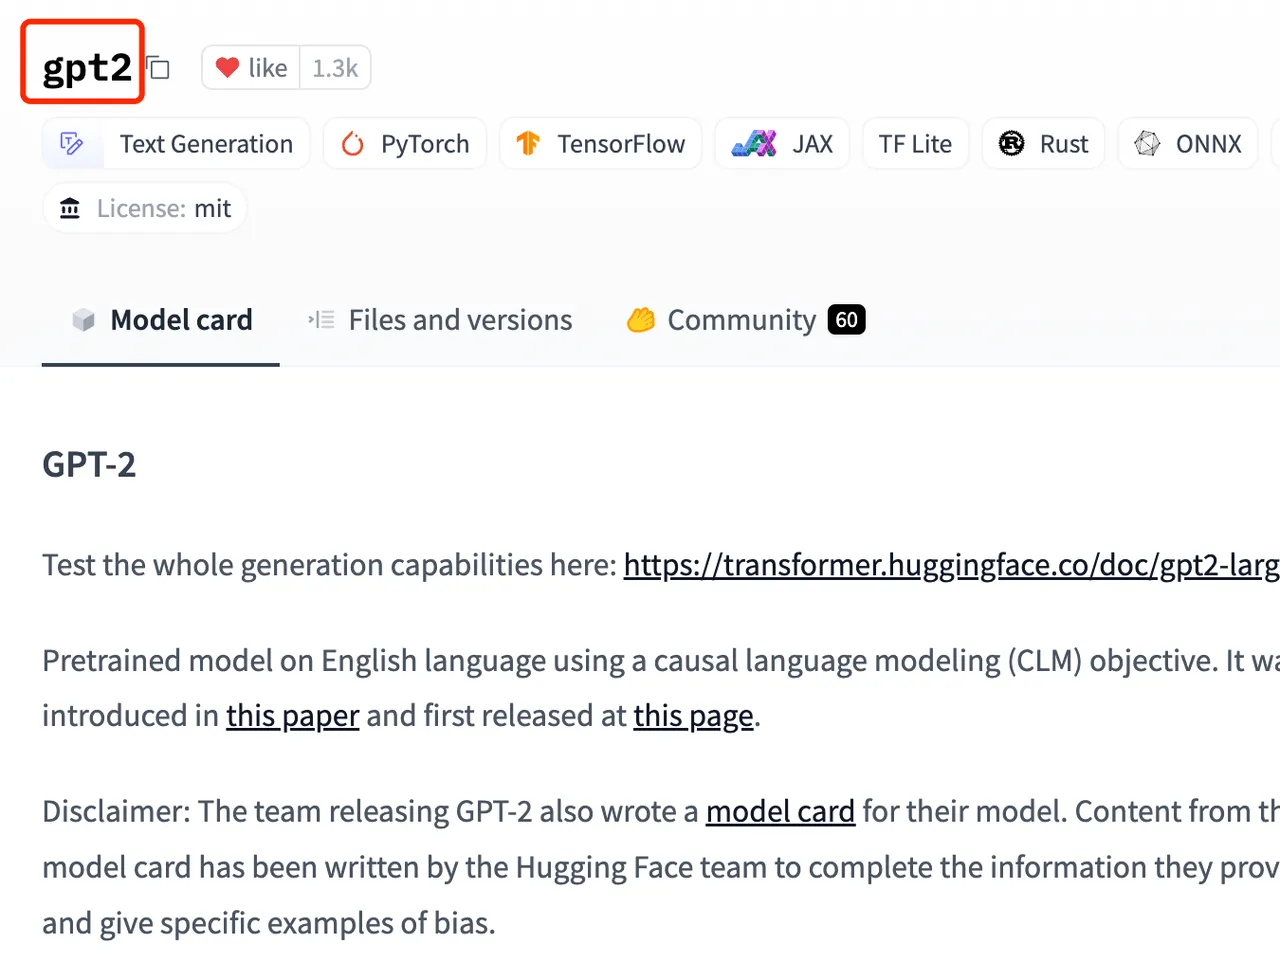 gpt2 like 1.3k
Text Generation PyTorch TensorFlow JAX TF Lite Rust ONNX
License: mit
Model card Files and versions Community 60
GPT-2
Test the whole generation capabilities here: https://transformer.huggingface.co/doc/gpt2-larg
Pretrained model on English language using a causal language modeling (CLM) objective. It wa
introduced in this paper and first released at this page.
Disclaimer: The team releasing GPT-2 also wrote a model card for their model. Content from th
model card has been written by the Hugging Face team to complete the information they prov
and give specific examples of bias.